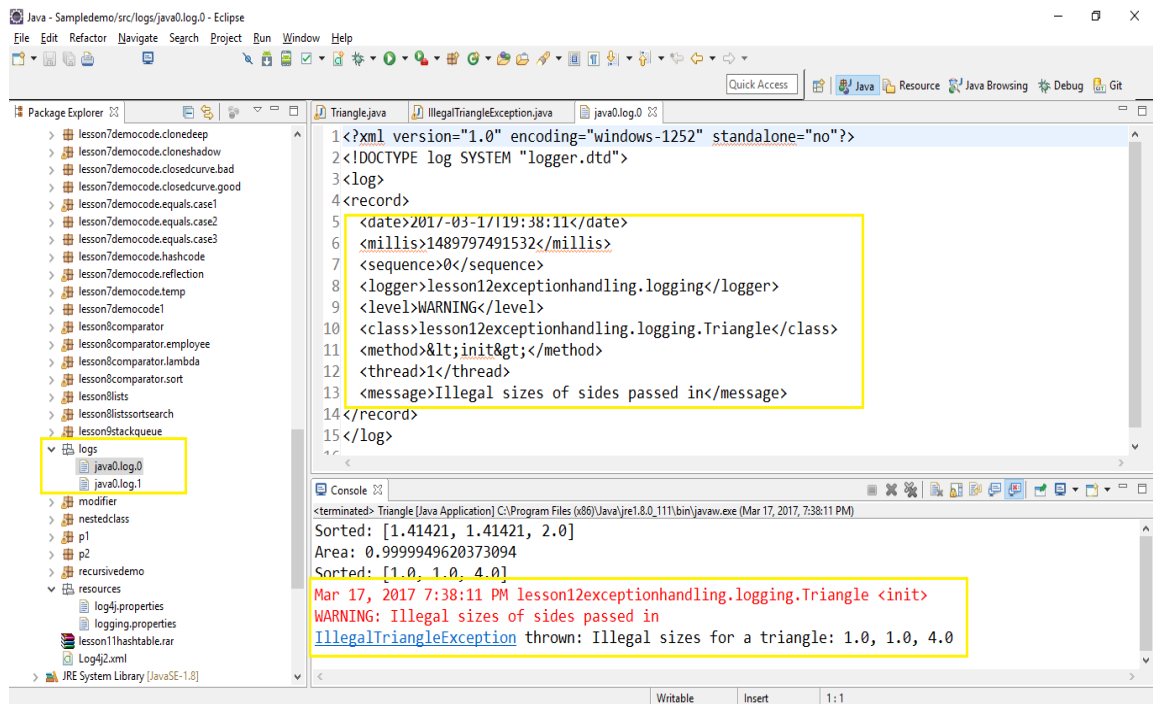 Java - Sampledemo/src/logs/java0.log.0 - Eclipse
File Edit Refactor Navigate Search Project Run Window Help
Quick Access
Java
Resource
Java Browsing
Debug
Git
Package Explorer
lesson7democode.clonedeep
lesson7democode.cloneshadow
lesson7democode.closedcurve.bad
lesson7democode.closedcurve.good
lesson7democode.equals.case1
lesson7democode.equals.case2
lesson7democode.equals.case3
lesson7democode.hashcode
lesson7democode.reflection
lesson7democode.temp
lesson7democode1
lesson8comparator
lesson8comparator.employee
lesson8comparator.lambda
lesson8comparator.sort
lesson8lists
lesson8listssortsearch
lesson9stackqueue
logs
java0.log.0
java0.log.1
modifier
nestedclass
p1
p2
recursivedemo
resources
log4j.properties
logging.properties
lesson11hashtable.rar
Log4j2.xml
JRE System Library [JavaSE-1.8]
Triangle.java
IllegalTriangleException.java
java0.log.0
1 <?xml version="1.0" encoding="windows-1252" standalone="no"?>
2 <!DOCTYPE log SYSTEM "logger.dtd">
3 <log>
4 <record>
5 <date>2017-03-17T19:38:11</date>
6 <millis>1489797491532</millis>
7 <sequence>0</sequence>
8 <logger>lesson12exceptionhandling.logging</logger>
9 <level>WARNING</level>
10 <class>lesson12exceptionhandling.logging.Triangle</class>
11 <method>&lt;init&gt;</method>
12 <thread>1</thread>
13 <message>Illegal sizes of sides passed in</message>
14 </record>
15 </log>
16
Console
<terminated> Triangle [Java Application] C:\Program Files (x86)\Java\jre1.8.0_111\bin\javaw.exe (Mar 17, 2017, 7:38:11 PM)
Sorted: [1.41421, 1.41421, 2.0]
Area: 0.9999949620373094
Sorted: [1.0, 1.0, 4.0]
Mar 17, 2017 7:38:11 PM lesson12exceptionhandling.logging.Triangle <init>
WARNING: Illegal sizes of sides passed in
IllegalTriangleException thrown: Illegal sizes for a triangle: 1.0, 1.0, 4.0
Writable
Insert
1 : 1